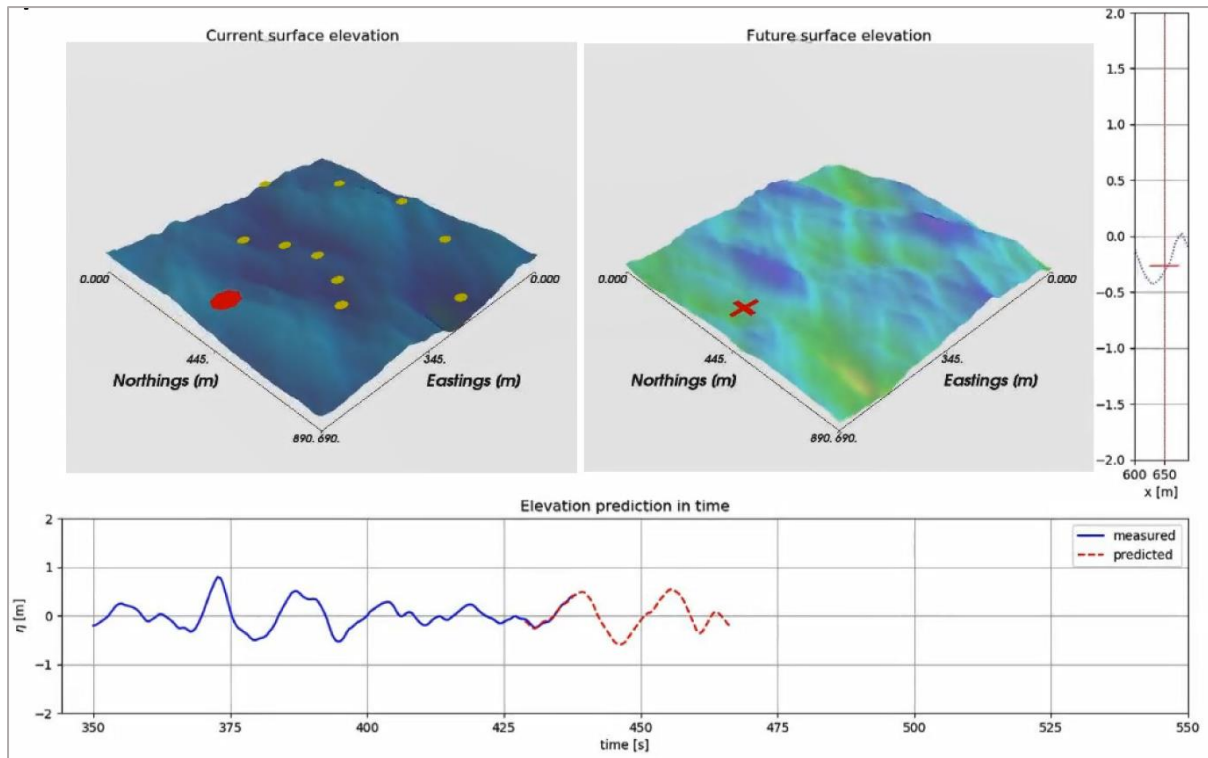 Current surface elevation
Future surface elevation
0.000
0.000
445.
345.
Northings (m)
Eastings (m)
890. 690.
0.000
0.000
445.
345.
Northings (m)
Eastings (m)
890. 690.
2.0
1.5
1.0
0.5
0.0
−0.5
−1.0
−1.5
−2.0
600 650
x [m]
Elevation prediction in time
2
1
0
−1
−2
η [m]
measured
predicted
350 375 400 425 450 475 500 525 550
time [s]